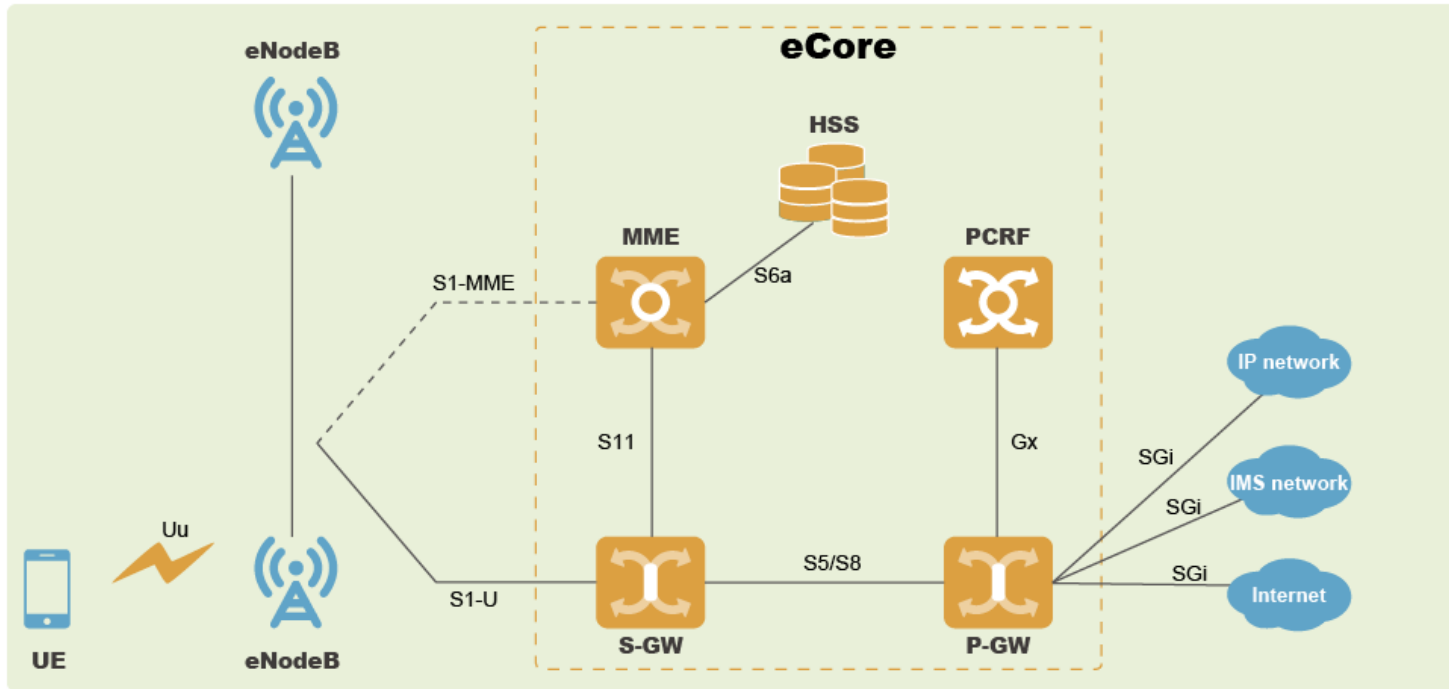 eNodeB
eCore
HSS
MME
PCRF
S1-MME
S6a
IP network
S11
Gx
SGi
IMS network
SGi
Uu
S5/S8
SGi
Internet
S1-U
UE
eNodeB
S-GW
P-GW